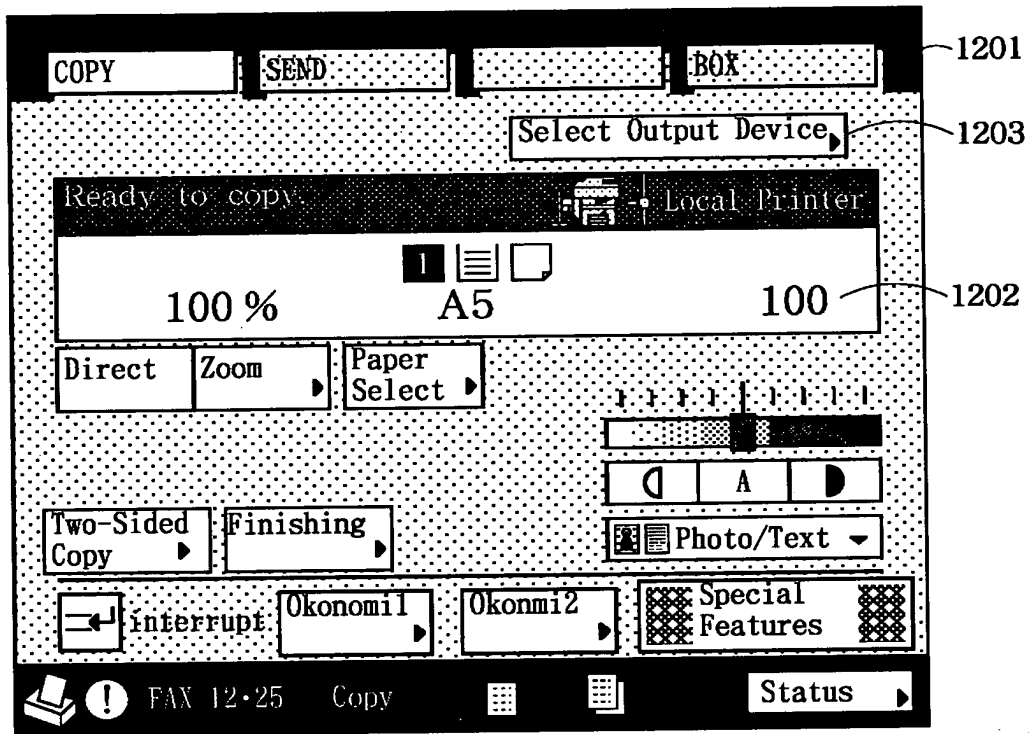 COPY SEND BOX 1201
Select Output Device 1203
Ready to copy. Local Printer
1
100% A5 100 1202
Direct Zoom Paper Select
A
Two-Sided Copy Finishing
Photo/Text
interrupt Okonomi1 Okonmi2 Special Features
! FAX 12·25 Copy Status